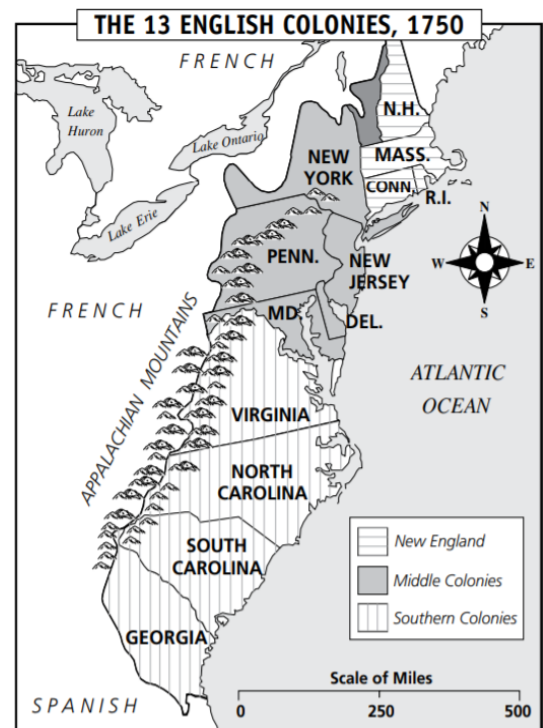 THE 13 ENGLISH COLONIES, 1750
FRENCH
Lake
Huron
Lake Ontario
Lake Erie
N.H.
MASS.
NEW
YORK
CONN.
R.I.
PENN.
NEW
JERSEY
N
W
E
S
FRENCH
MD.
DEL.
APPALACHIAN MOUNTAINS
ATLANTIC
OCEAN
VIRGINIA
NORTH
CAROLINA
SOUTH
CAROLINA
GEORGIA
New England
Middle Colonies
Southern Colonies
SPANISH
Scale of Miles
0
250
500